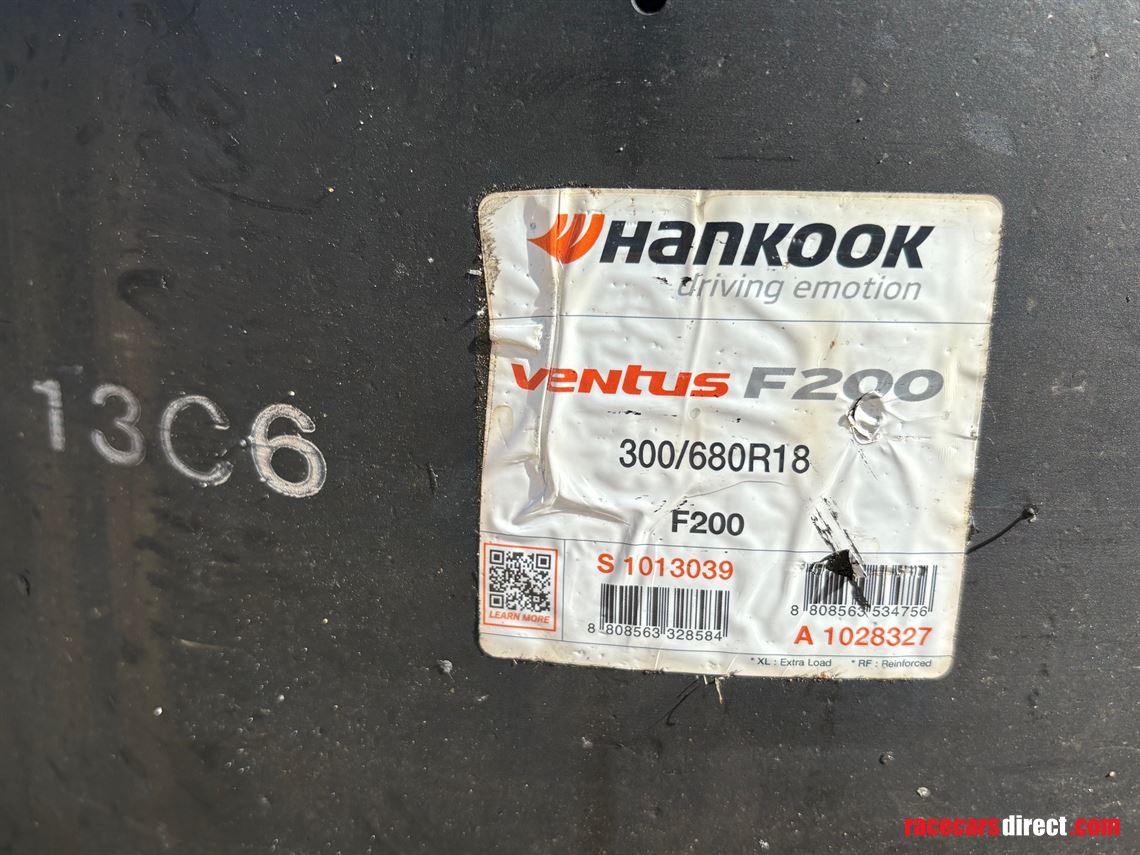 HANKOOK
driving emotion
VENTUS F200
300/680R18
F200
13C6
S 1013039
8 808563 328584
LEARN MORE
8 808563 534756
A 1028327
* XL : Extra Load * RF : Reinforced
racecarsdirect.com